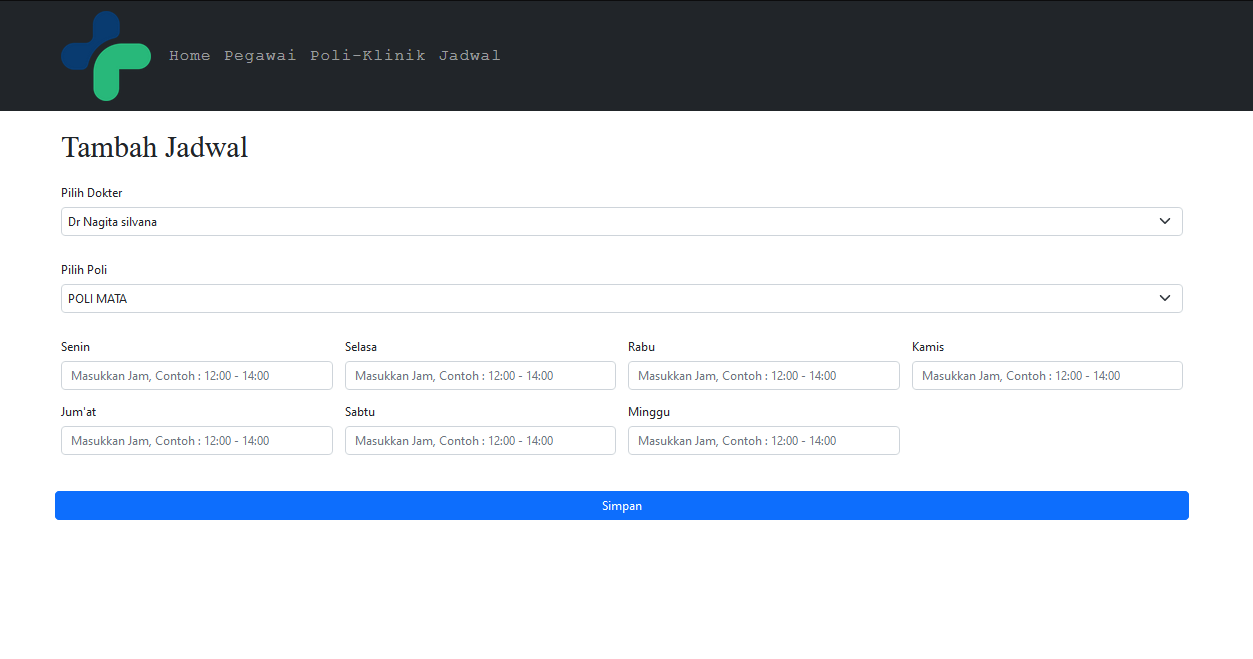 Home Pegawai Poli-Klinik Jadwal
Tambah Jadwal
Pilih Dokter
Dr Nagita silvana
Pilih Poli
POLI MATA
Senin Selasa Rabu Kamis
Masukkan Jam, Contoh : 12:00 - 14:00 Masukkan Jam, Contoh : 12:00 - 14:00 Masukkan Jam, Contoh : 12:00 - 14:00 Masukkan Jam, Contoh : 12:00 - 14:00
Jum'at Sabtu Minggu
Masukkan Jam, Contoh : 12:00 - 14:00 Masukkan Jam, Contoh : 12:00 - 14:00 Masukkan Jam, Contoh : 12:00 - 14:00
Simpan